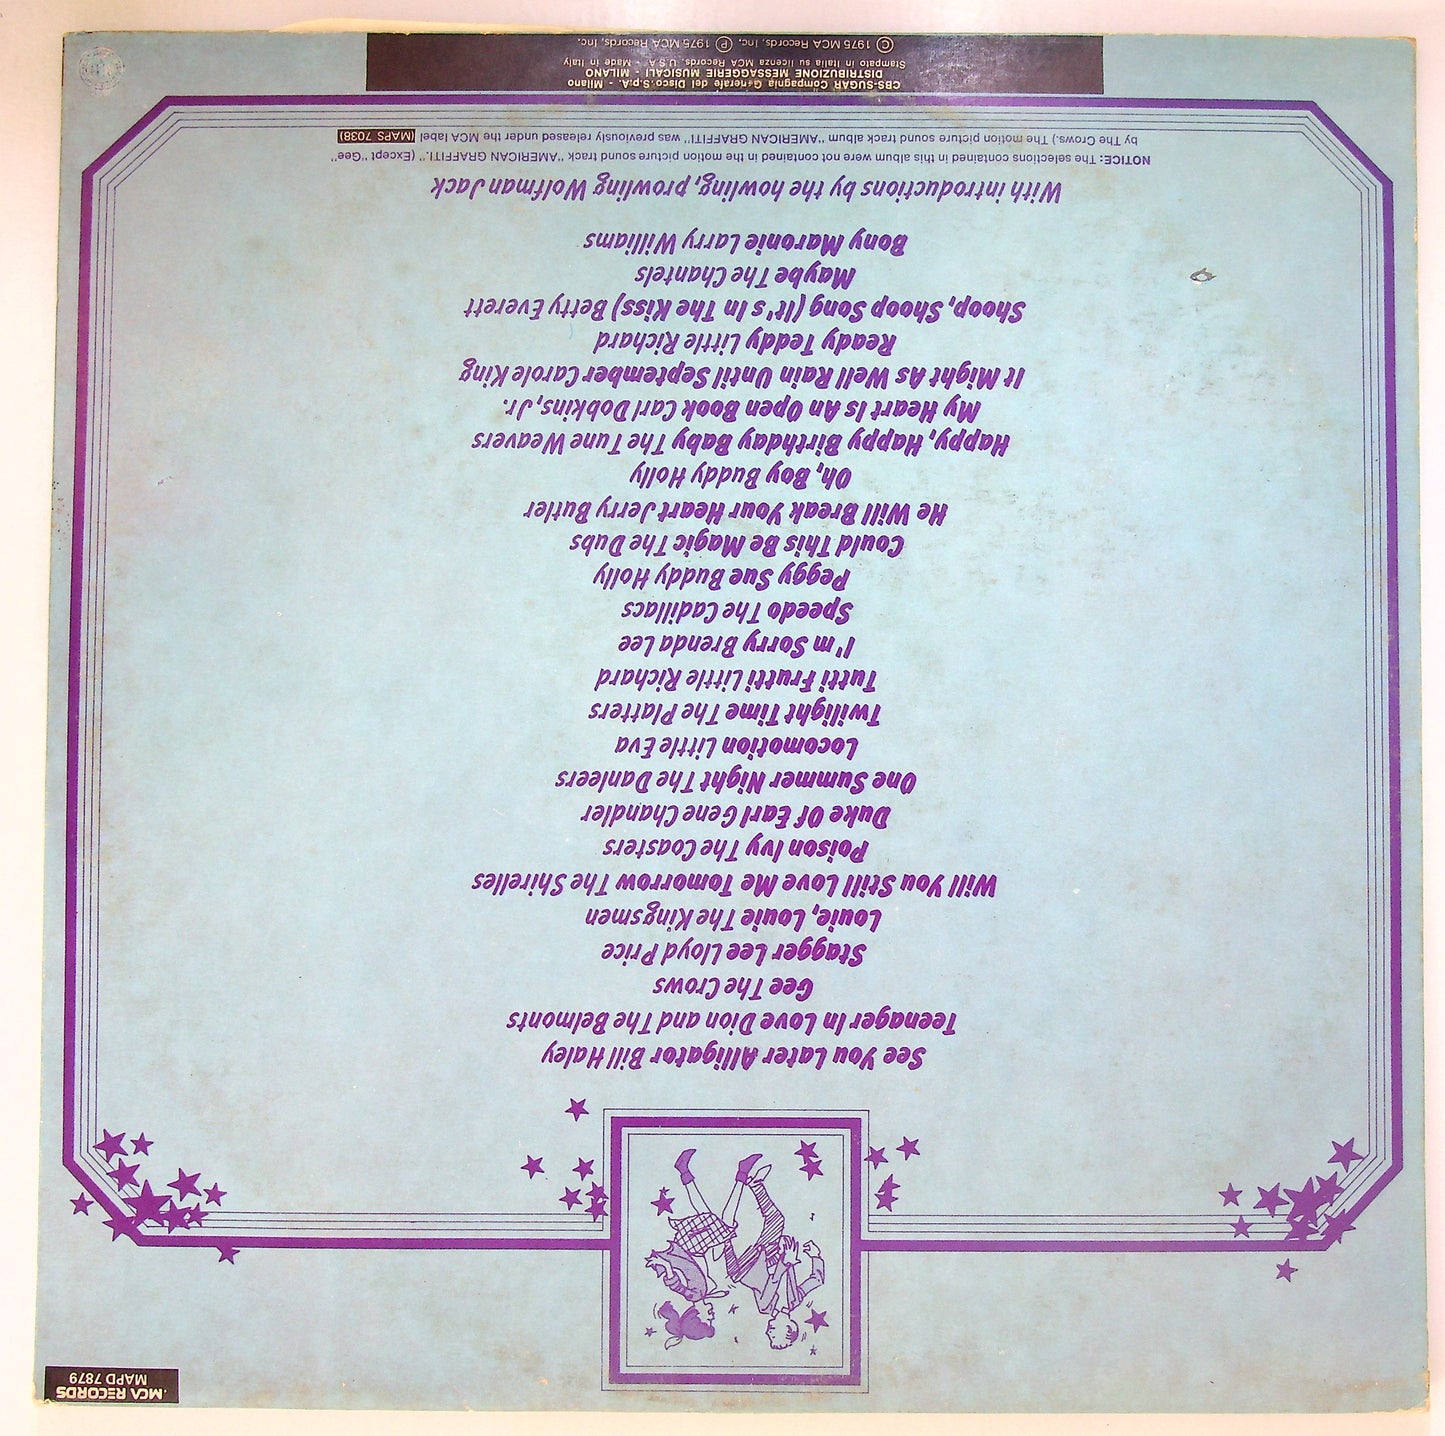 MCA RECORDS
MAPD 7879
See You Later Alligator Bill Haley
Teenager In Love Dion and The Belmonts
Gee The Crows
Stagger Lee Lloyd Price
Louie, Louie The Kingsmen
Will You Still Love Me Tomorrow The Shirelles
Poison Ivy The Coasters
Duke Of Earl Gene Chandler
One Summer Night The Danleers
Locomotion Little Eva
Twilight Time The Platters
Tutti Frutti Little Richard
I'm Sorry Brenda Lee
Speedo The Cadillacs
Peggy Sue Buddy Holly
Could This Be Magic The Dubs
He Will Break Your Heart Jerry Butler
Oh, Boy Buddy Holly
Happy, Happy Birthday Baby The Tune Weavers
My Heart Is An Open Book Carl Dobkins, Jr.
It Might As Well Rain Until September Carole King
Ready Teddy Little Richard
Shoop, Shoop Song (It's In The Kiss) Betty Everett
Maybe The Chantels
Bony Maronie Larry Williams
With introductions by the howling, prowling Wolfman Jack
NOTICE: The selections contained in this album were not contained in the motion picture sound track "AMERICAN GRAFFITI." (Except "Gee"
by The Crows.) The motion picture sound track album "AMERICAN GRAFFITI" was previously released under the MCA label (MAPS 7038)
CBS-SUGAR Compagnia Generale del Disco S.p.A. - Milano
DISTRIBUZIONE MESSAGGERIE MUSICALI - MILANO
Stampato in Italia su licenza MCA Records. U.S.A. - Made in Italy
© 1975 MCA Records, Inc. ℗ 1975 MCA Records, Inc.